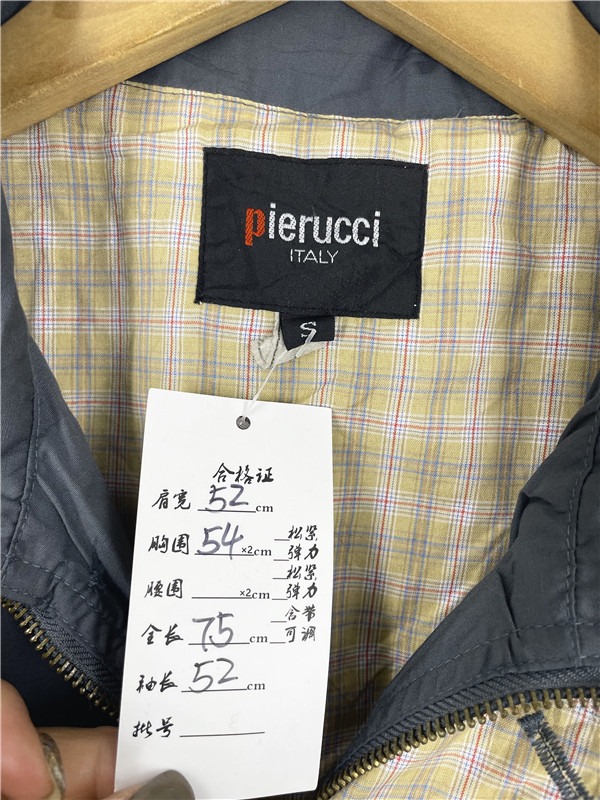 pierucci
ITALY
S
合格证
肩宽 52 cm
胸围 54 ×2cm 松紧 弹力
腰围 ×2cm 松紧 弹力
全长 75 cm 含带 可调
袖长 52 cm
批号